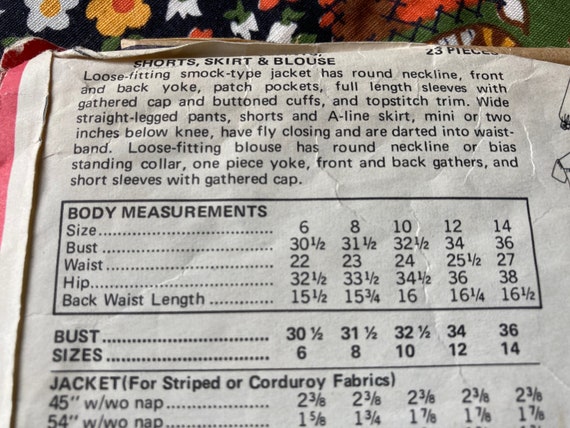 SHORTS, SKIRT & BLOUSE 23 PIECES
Loose-fitting smock-type jacket has round neckline, front
and back yoke, patch pockets, full length sleeves with
gathered cap and buttoned cuffs, and topstitch trim. Wide
straight-legged pants, shorts and A-line skirt, mini or two
inches below knee, have fly closing and are darted into waist-
band. Loose-fitting blouse has round neckline or bias
standing collar, one piece yoke, front and back gathers, and
short sleeves with gathered cap.
BODY MEASUREMENTS
Size 6 8 10 12 14
Bust 30½ 31½ 32½ 34 36
Waist 22 23 24 25½ 27
Hip 32½ 33½ 34½ 36 38
Back Waist Length 15½ 15¾ 16 16¼ 16½
BUST 30 ½ 31 ½ 32 ½ 34 36
SIZES 6 8 10 12 14
JACKET(For Striped or Corduroy Fabrics)
45" w/wo nap 2⅜ 2⅜ 2⅜ 2⅜ 2⅜
54" w/wo nap 1⅝ 1¾ 1⅞ 1⅞ 1⅞